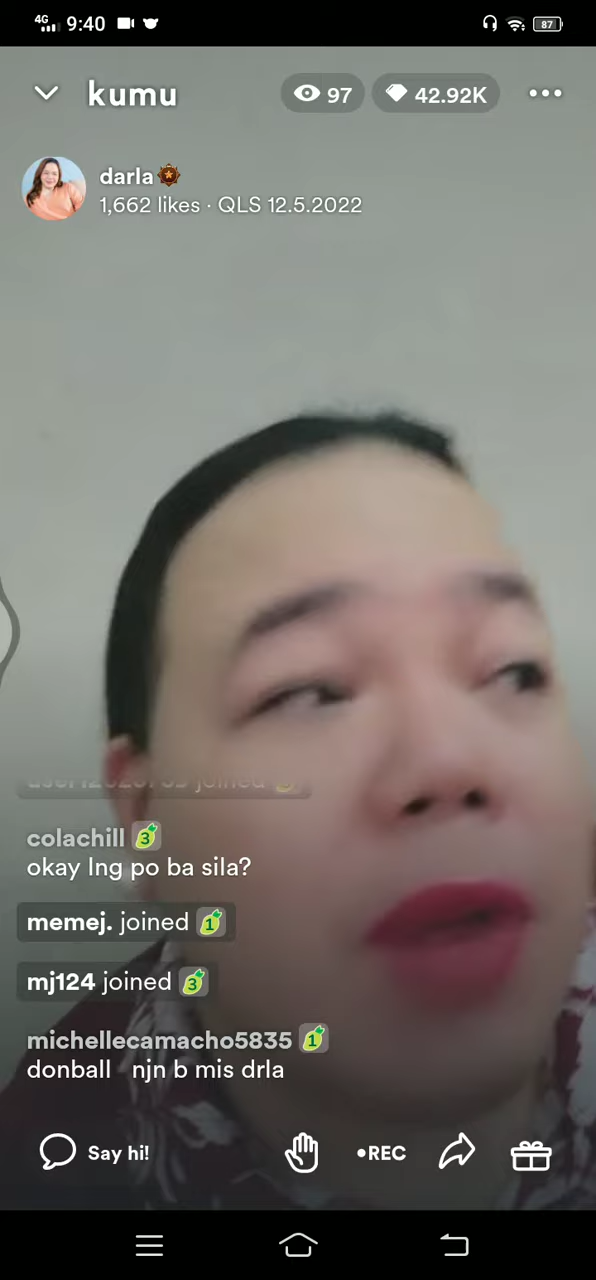 4G 9:40 87
kumu 97 42.92K
darla
1,662 likes · QLS 12.5.2022
joined
colachill 3
okay lng po ba sila?
memej. joined 1
mj124 joined 3
michellecamacho5835 1
donball njn b mis drla
Say hi! •REC